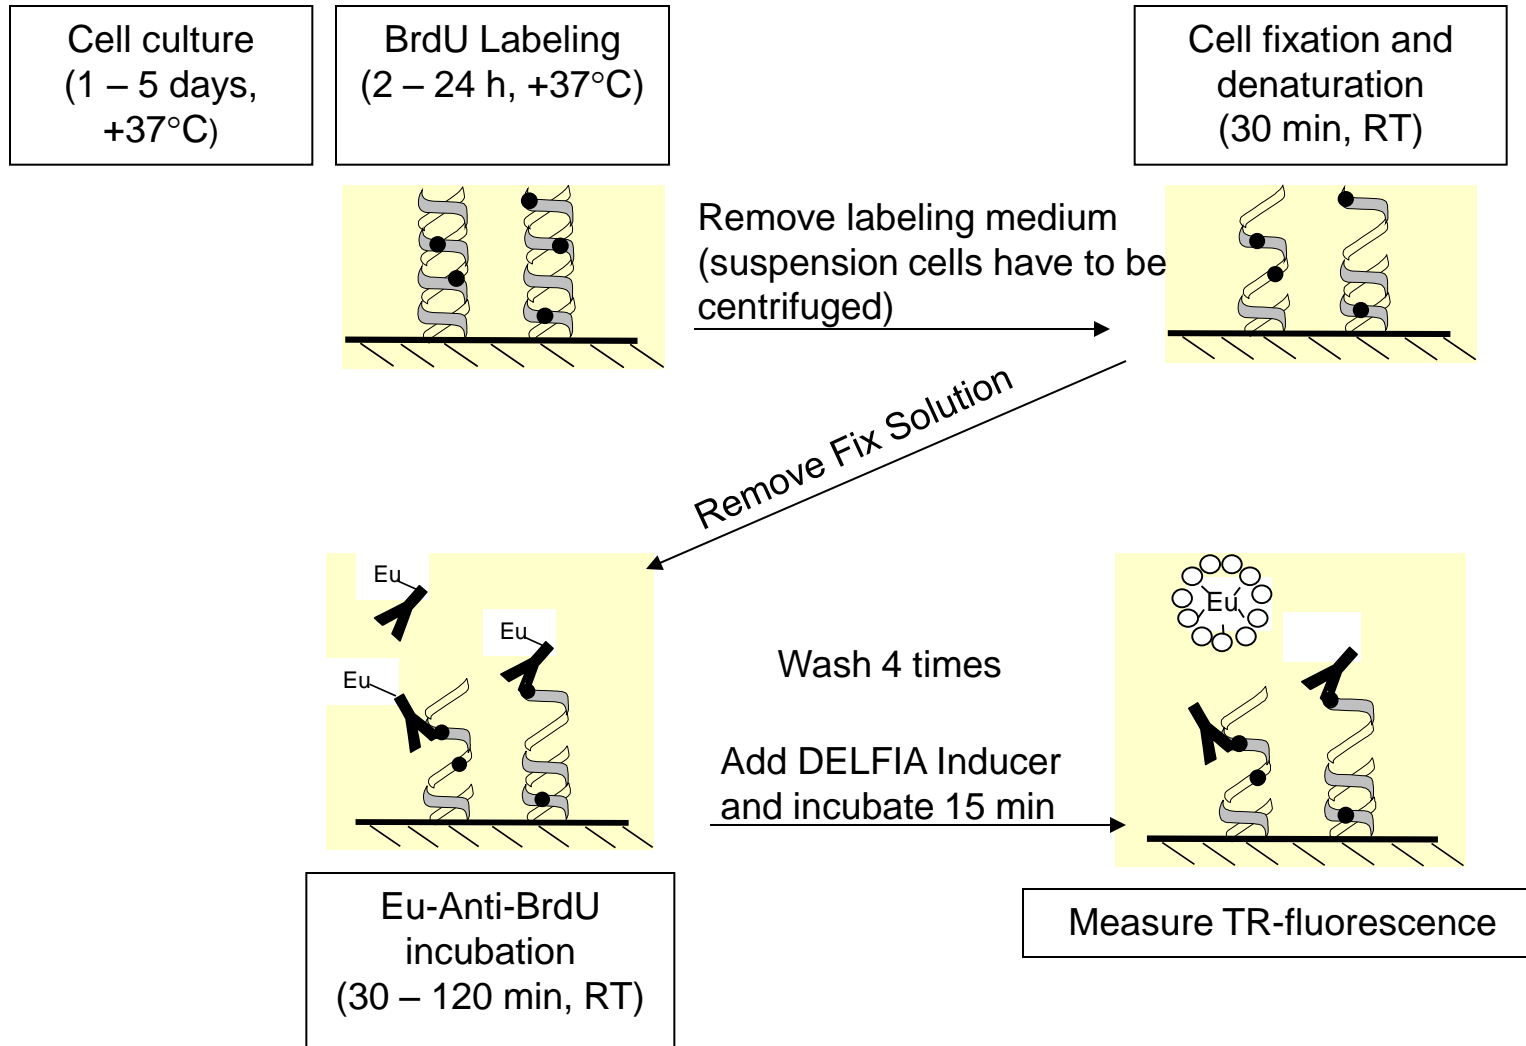 Cell culture
(1 – 5 days,
+37°C)
BrdU Labeling
(2 – 24 h, +37°C)
Cell fixation and
denaturation
(30 min, RT)
Remove labeling medium
(suspension cells have to be
centrifuged)
Remove Fix Solution
Eu
Eu
Eu
Wash 4 times
Add DELFIA Inducer
and incubate 15 min
Eu
Eu-Anti-BrdU
incubation
(30 – 120 min, RT)
Measure TR-fluorescence